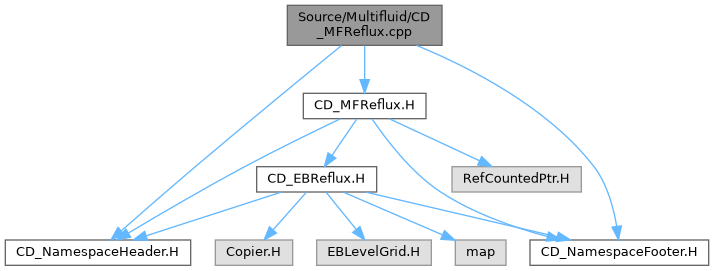 Source/Multifluid/CD
_MFReflux.cpp
CD_MFReflux.H
CD_EBReflux.H
RefCountedPtr.H
CD_NamespaceHeader.H
Copier.H
EBLevelGrid.H
map
CD_NamespaceFooter.H